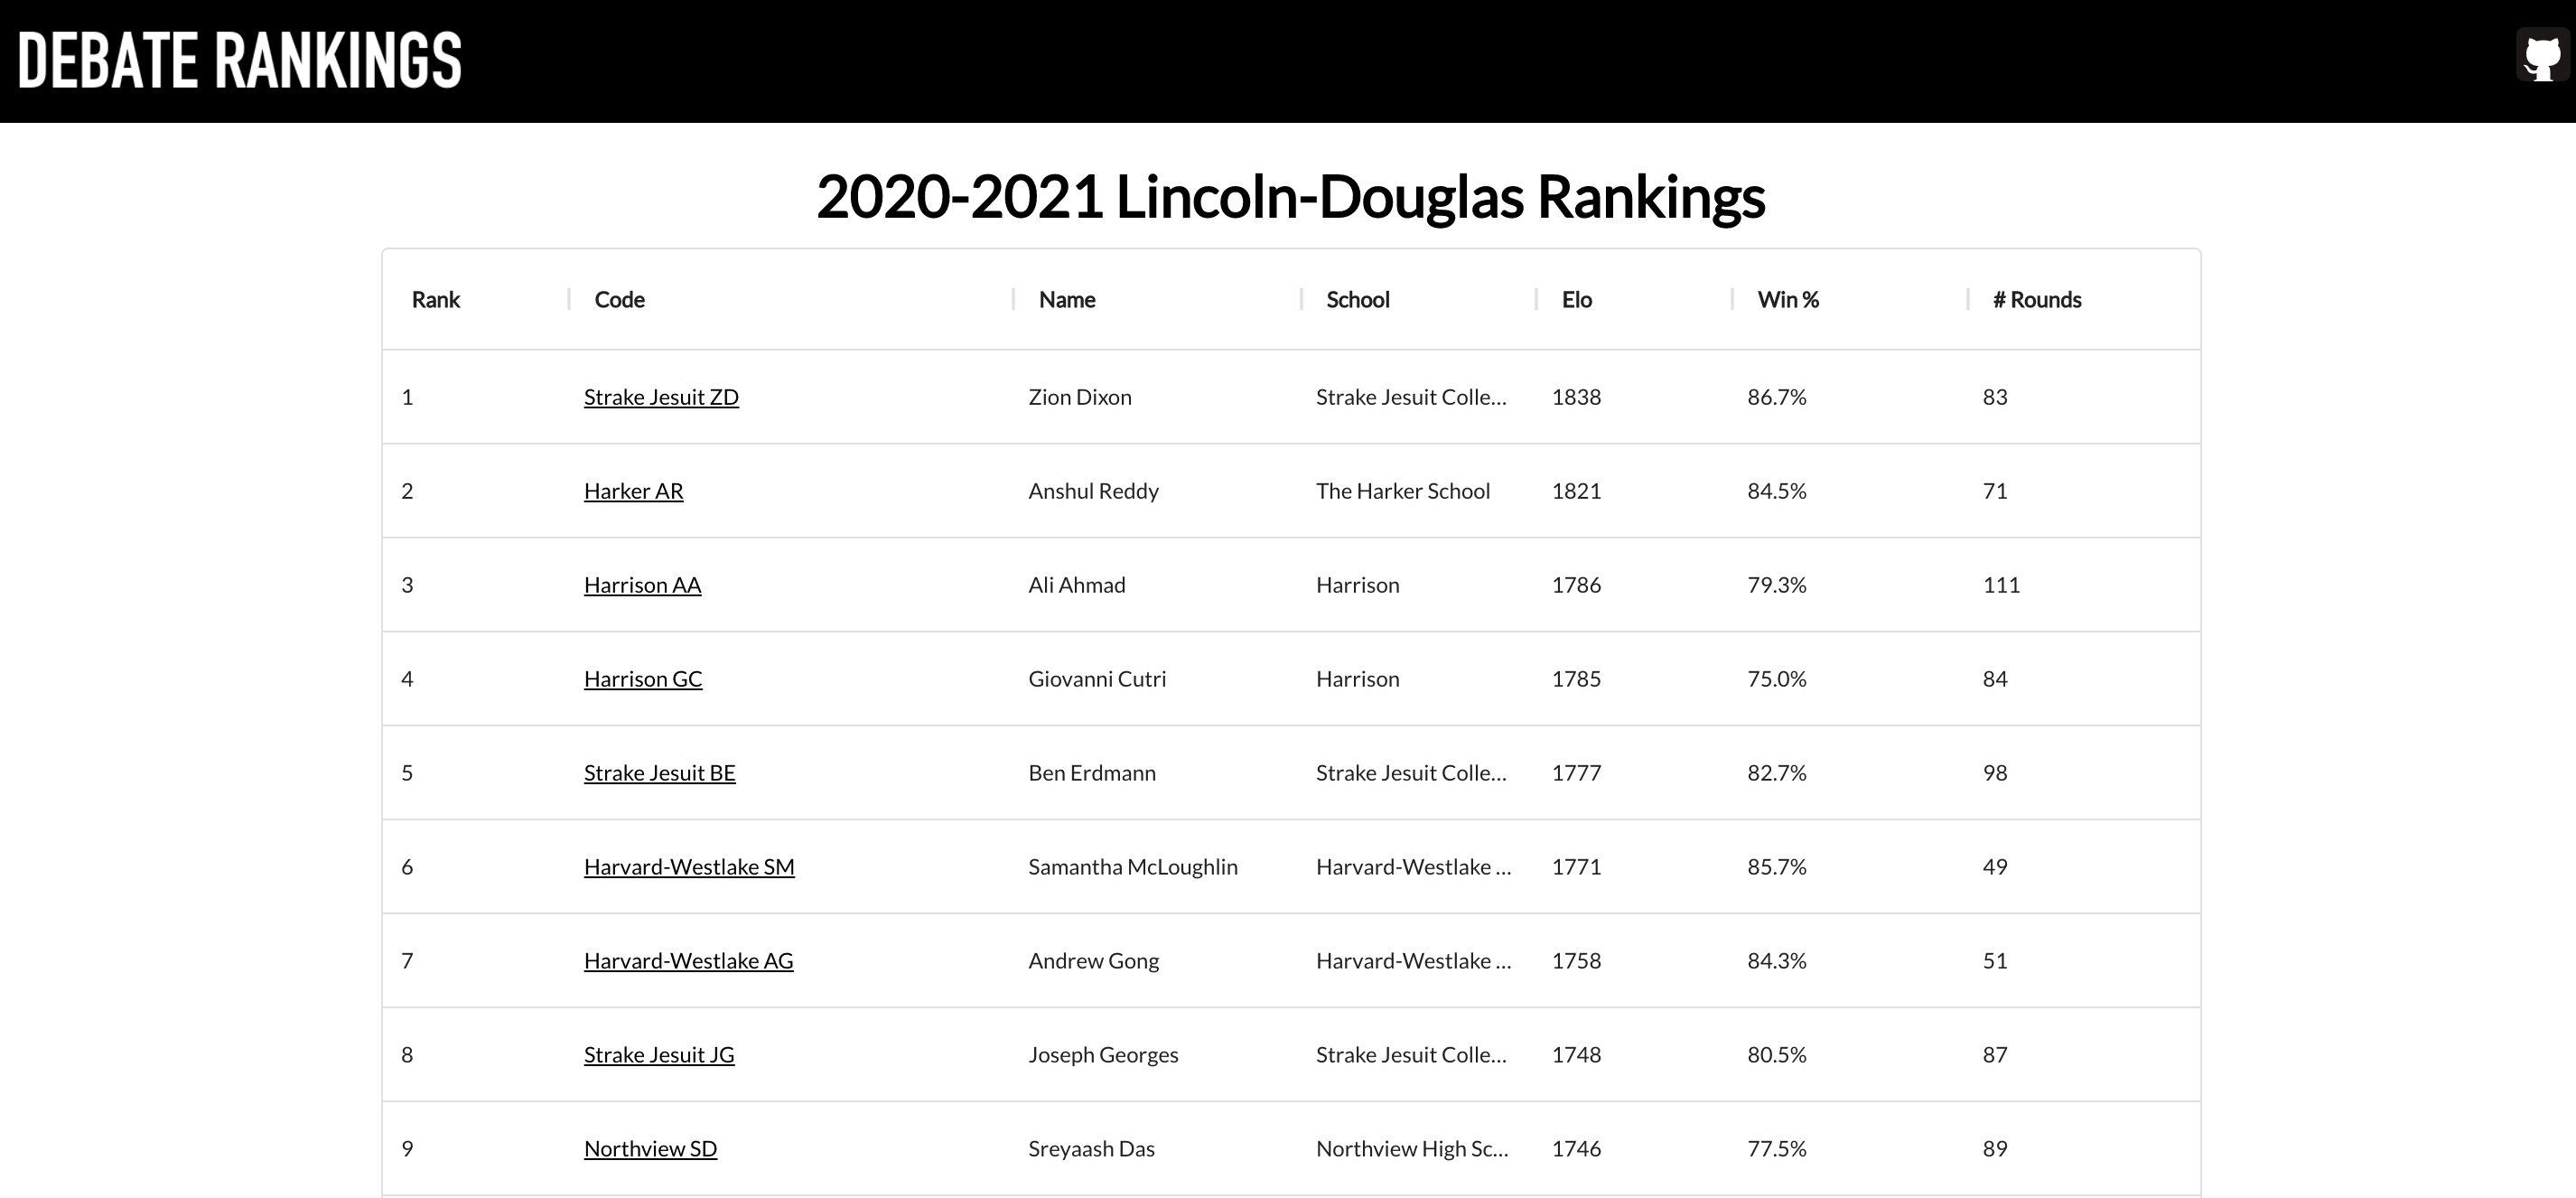 DEBATE RANKINGS
2020-2021 Lincoln-Douglas Rankings
Rank Code Name School Elo Win % # Rounds
1 Strake Jesuit ZD Zion Dixon Strake Jesuit Colle... 1838 86.7% 83
2 Harker AR Anshul Reddy The Harker School 1821 84.5% 71
3 Harrison AA Ali Ahmad Harrison 1786 79.3% 111
4 Harrison GC Giovanni Cutri Harrison 1785 75.0% 84
5 Strake Jesuit BE Ben Erdmann Strake Jesuit Colle... 1777 82.7% 98
6 Harvard-Westlake SM Samantha McLoughlin Harvard-Westlake ... 1771 85.7% 49
7 Harvard-Westlake AG Andrew Gong Harvard-Westlake ... 1758 84.3% 51
8 Strake Jesuit JG Joseph Georges Strake Jesuit Colle... 1748 80.5% 87
9 Northview SD Sreyaash Das Northview High Sc... 1746 77.5% 89